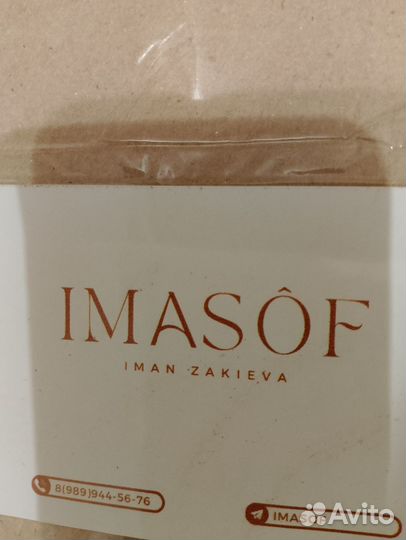 IMASÔF
IMAN ZAKIEVA
8(989)944-56-76
Avito